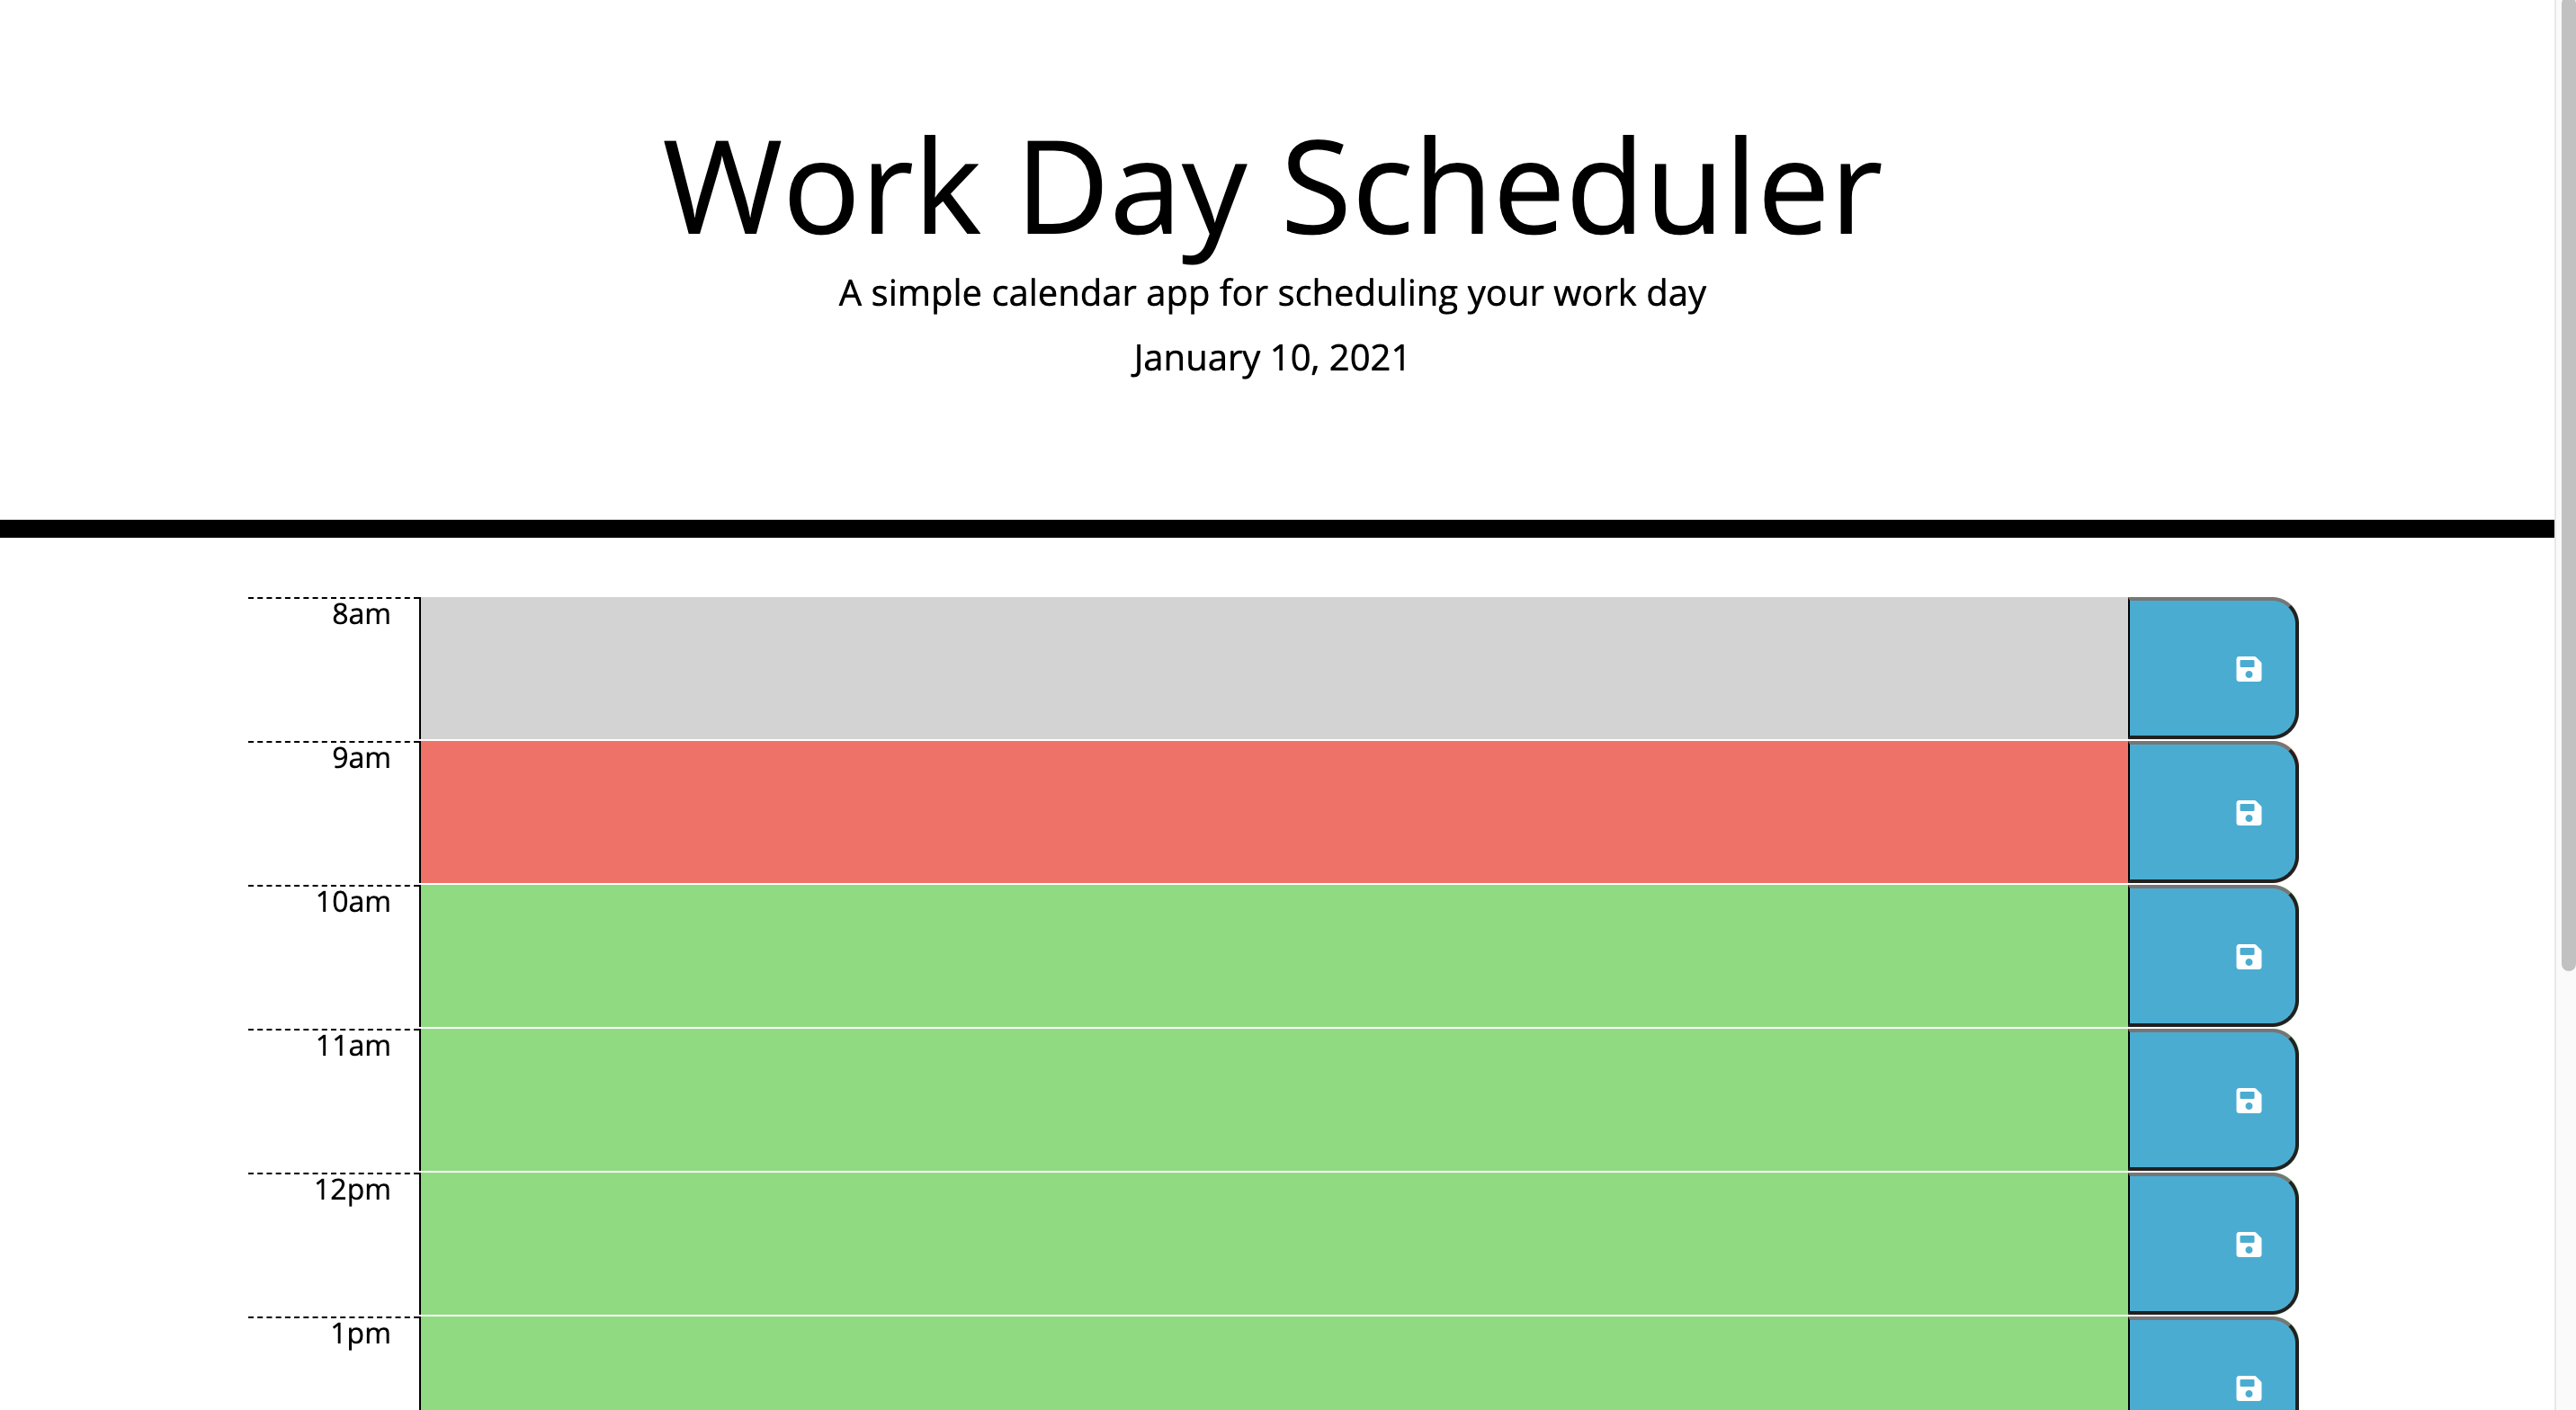 Work Day Scheduler
A simple calendar app for scheduling your work day
January 10, 2021
8am
9am
10am
11am
12pm
1pm